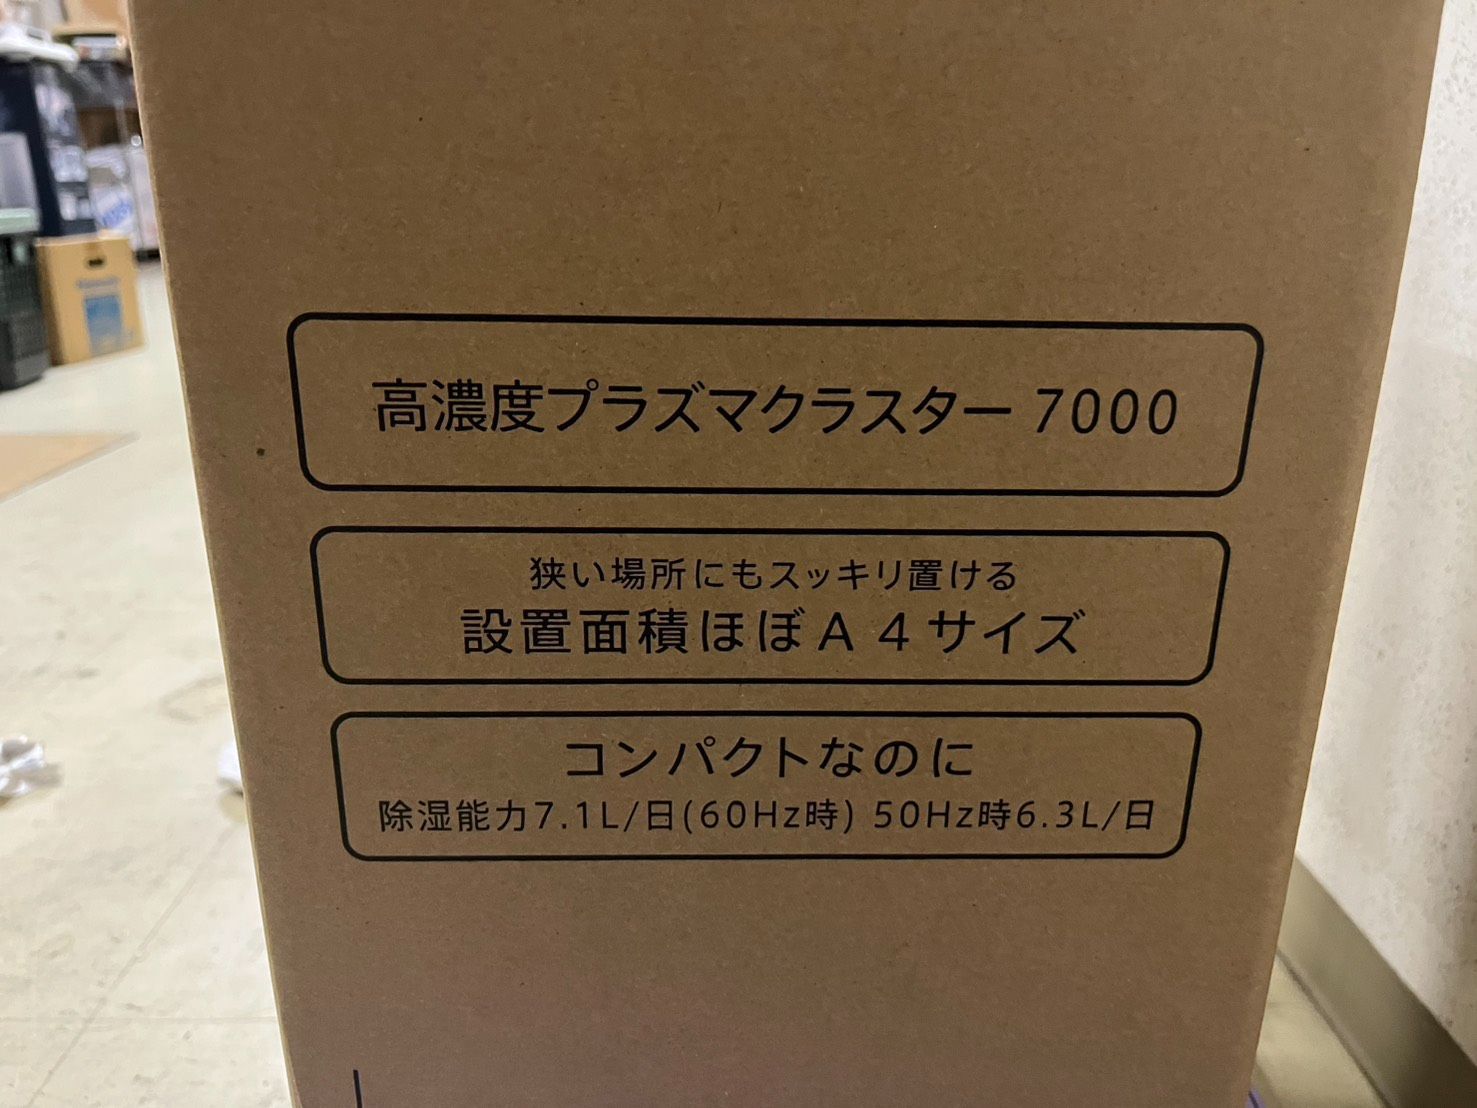 高濃度プラズマクラスター 7000
狭い場所にもスッキリ置ける
設置面積ほぼA4サイズ
コンパクトなのに
除湿能力7.1L/日(60Hz時) 50Hz時6.3L/日